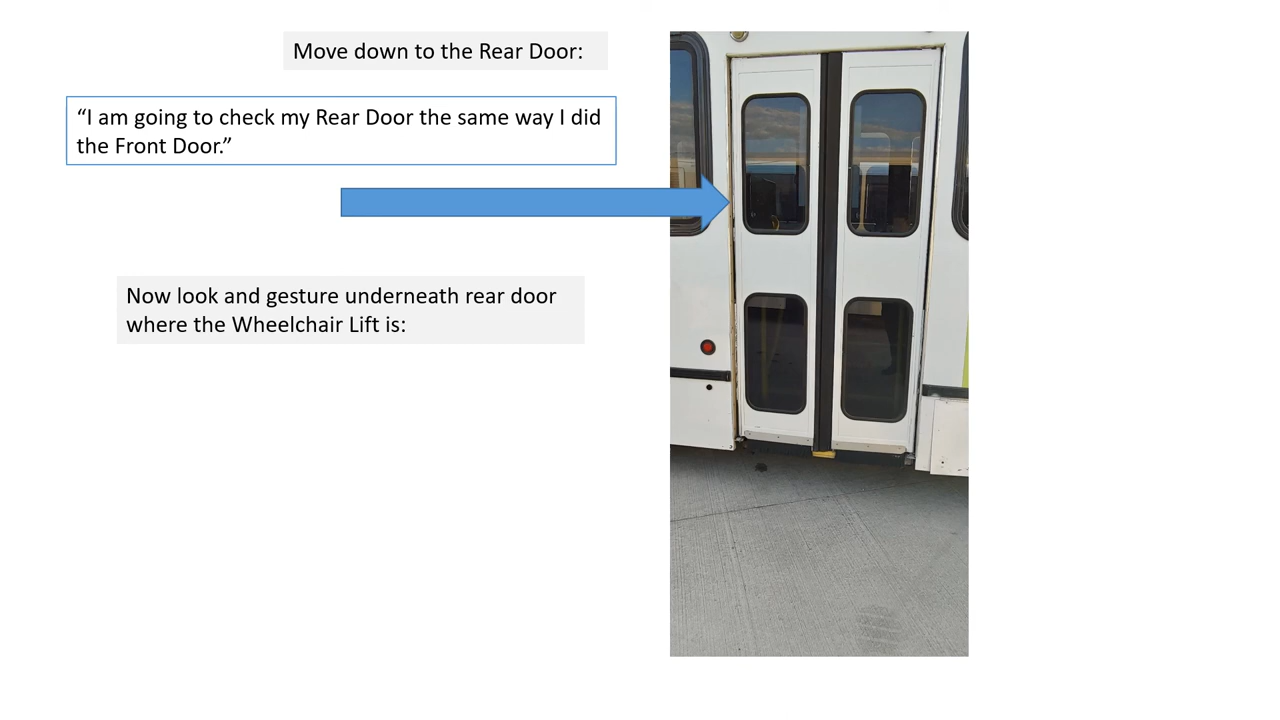 Move down to the Rear Door:
“I am going to check my Rear Door the same way I did
the Front Door.”
Now look and gesture underneath rear door
where the Wheelchair Lift is: